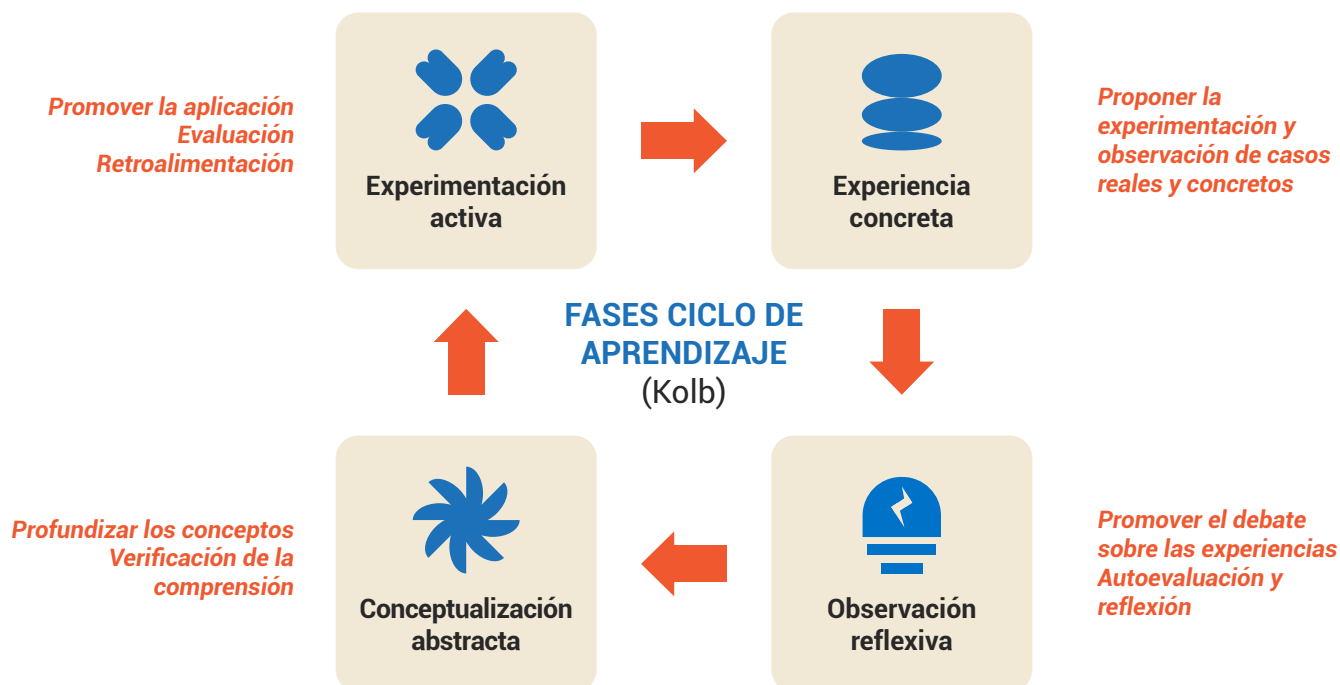 Promover la aplicación
Evaluación
Retroalimentación
Experimentación
activa
Experiencia
concreta
Proponer la
experimentación y
observación de casos
reales y concretos
FASES CICLO DE
APRENDIZAJE
(Kolb)
Profundizar los conceptos
Verificación de la
comprensión
Conceptualización
abstracta
Observación
reflexiva
Promover el debate
sobre las experiencias
Autoevaluación y
reflexión